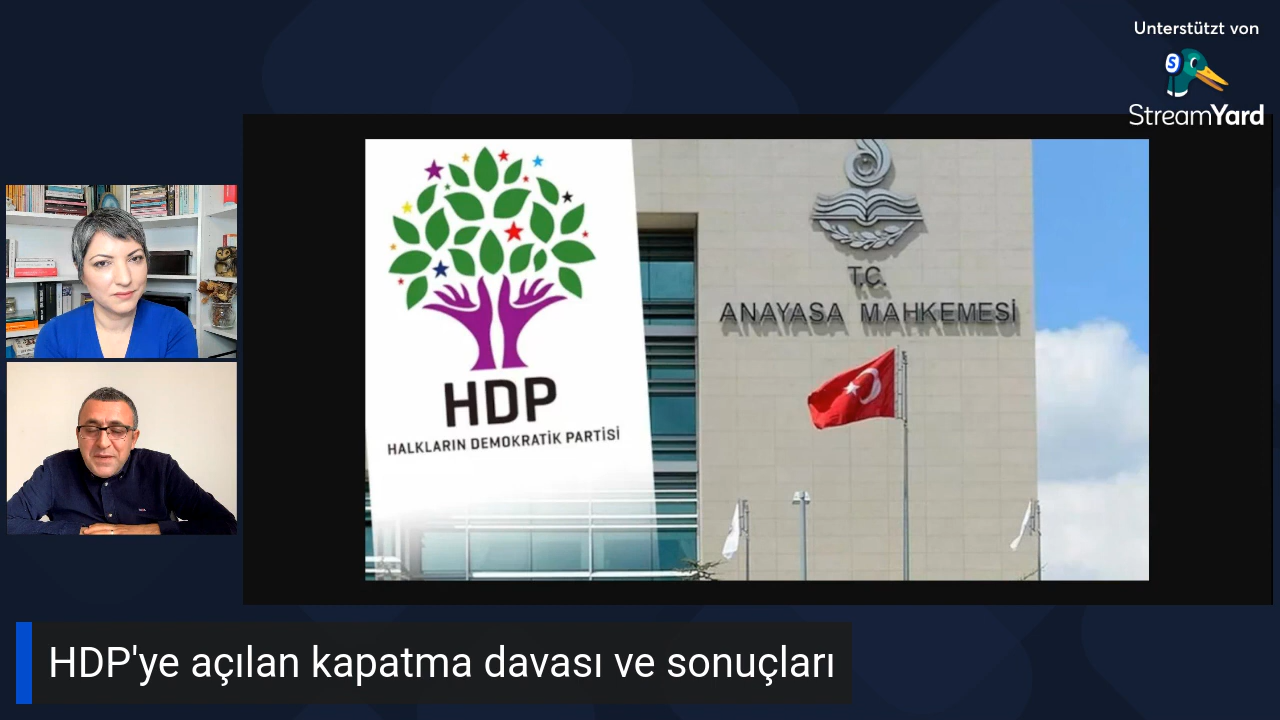 Unterstützt von
S
StreamYard
T.C.
ANAYASA MAHKEMESİ
HDP
HALKLARIN DEMOKRATİK PARTİSİ
HDP'ye açılan kapatma davası ve sonuçları